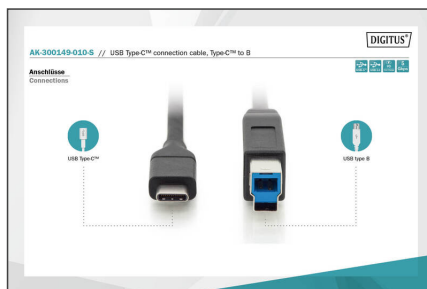 DIGITUS®
AK-300149-010-S // USB Type-C™ connection cable, Type-C™ to B
Anschlüsse
Connections
USB Type-C™
USB type B